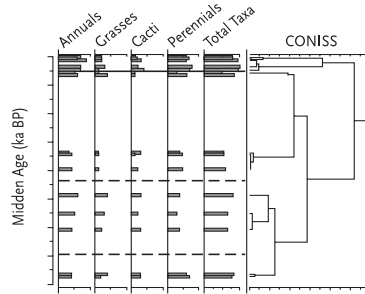 Annuals
Grasses
Cacti
Perennials
Total Taxa
CONISS
Midden Age (ka BP)